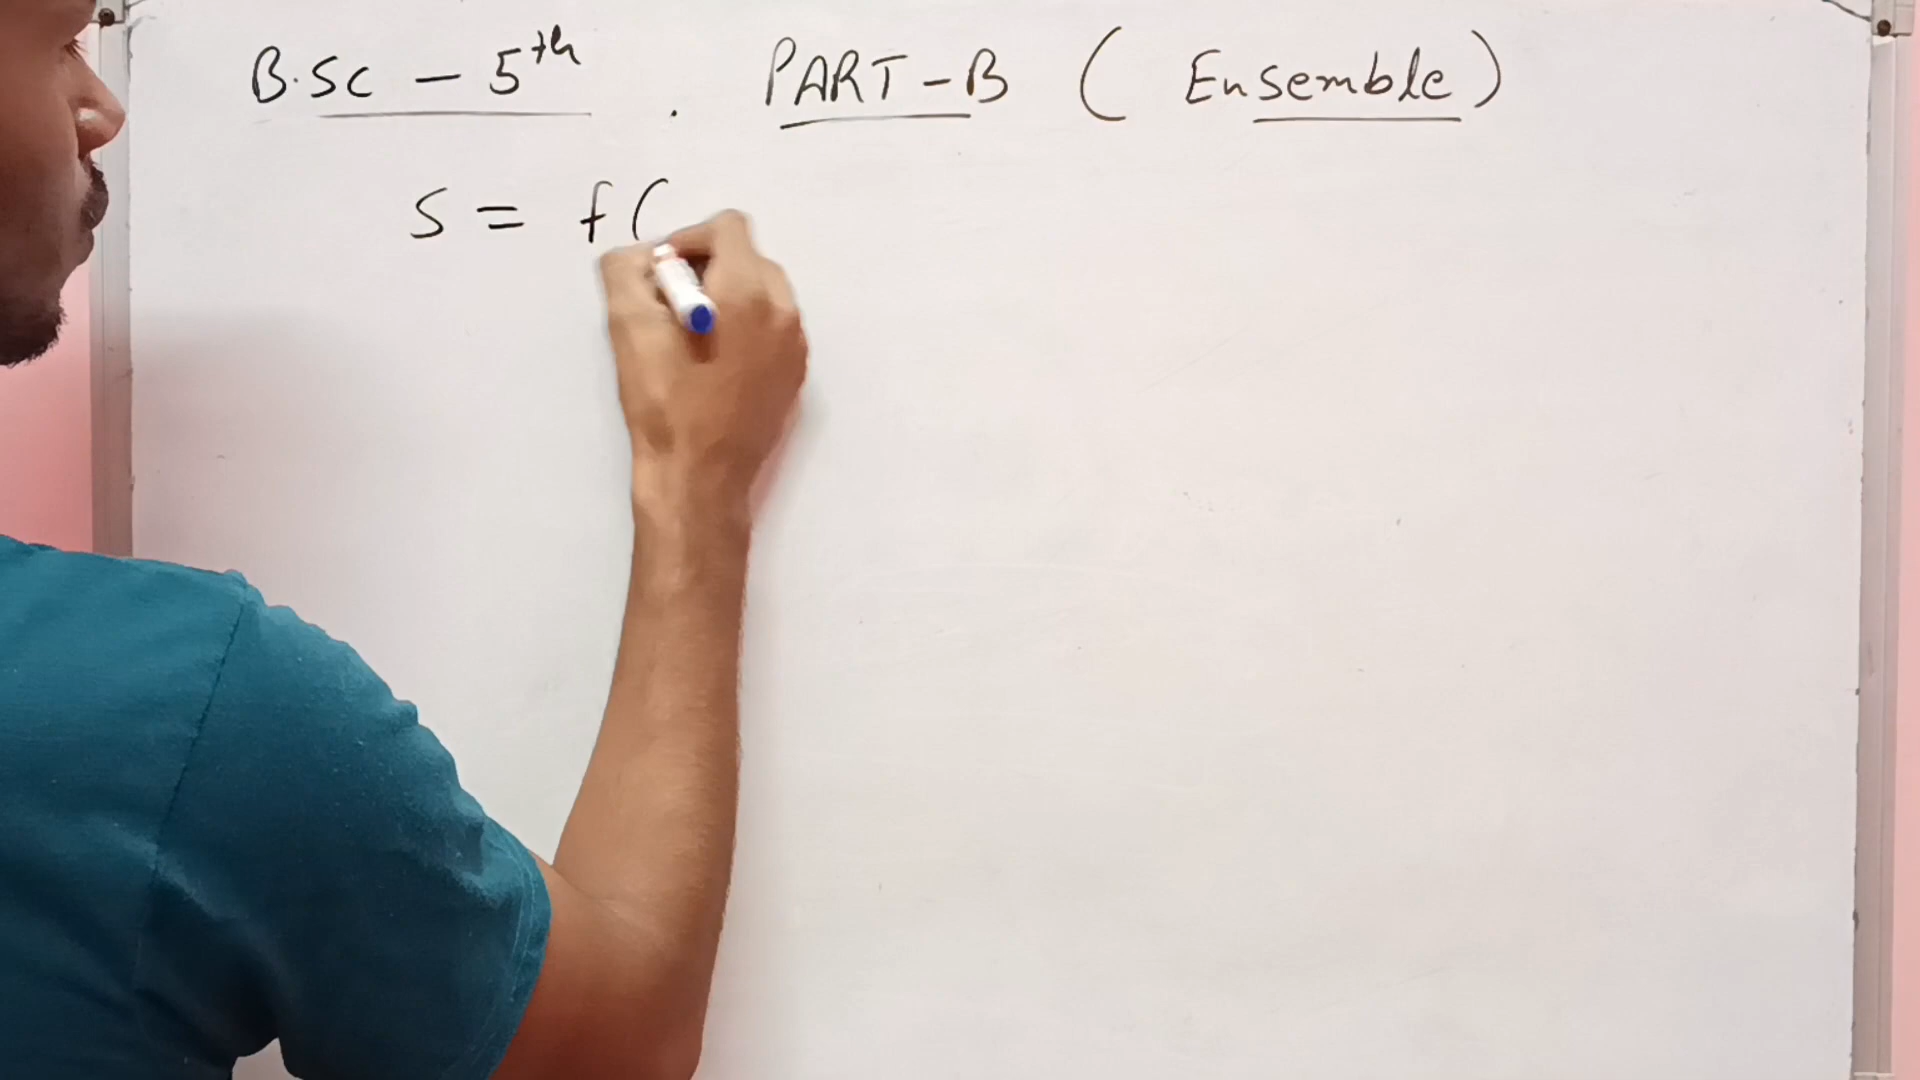 B.Sc - 5th . PART-B ( Ensemble )
S = f(